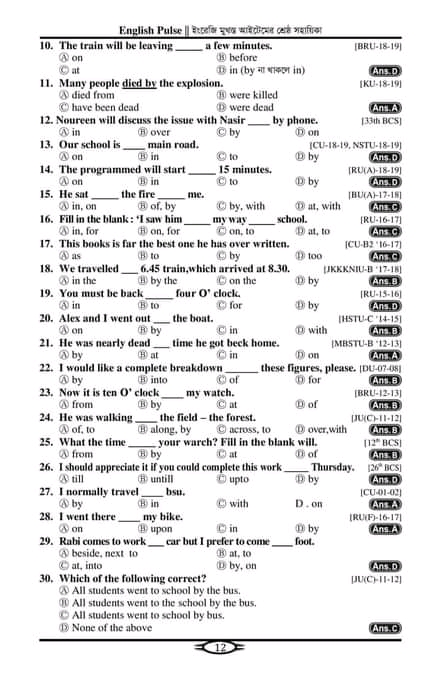 English Pulse || ইংরেজি মুখস্ত আইটেমের শ্রেষ্ঠ সহায়িকা
10. The train will be leaving _____ a few minutes. [BRU-18-19]
Ⓐ on Ⓑ before
Ⓒ at Ⓓ in (by না থাকলে in) Ans.D
11. Many people died by the explosion. [KU-18-19]
Ⓐ died from Ⓑ were killed
Ⓒ have been dead Ⓓ were dead Ans.A
12. Noureen will discuss the issue with Nasir ____ by phone. [33th BCS]
Ⓐ in Ⓑ over Ⓒ by Ⓓ on
13. Our school is ____ main road. [CU-18-19, NSTU-18-19]
Ⓐ on Ⓑ in Ⓒ to Ⓓ by Ans.D
14. The programmed will start _____ 15 minutes. [RU(A)-18-19]
Ⓐ on Ⓑ in Ⓒ to Ⓓ by Ans.D
15. He sat _____ the fire _____ me. [BU(A)-17-18]
Ⓐ in, on Ⓑ of, by Ⓒ by, with Ⓓ at, with Ans.C
16. Fill in the blank : ‘I saw him _____ my way _____ school. [RU-16-17]
Ⓐ in, for Ⓑ on, for Ⓒ on, to Ⓓ at, to Ans.C
17. This books is far the best one he has over written. [CU-B2 ‘16-17]
Ⓐ as Ⓑ to Ⓒ by Ⓓ too Ans.C
18. We travelled ___ 6.45 train,which arrived at 8.30. [JKKKNIU-B ‘17-18]
Ⓐ in the Ⓑ by the Ⓒ on the Ⓓ by Ans.B
19. You must be back _____ four O’ clock. [RU-15-16]
Ⓐ in Ⓑ to Ⓒ for Ⓓ by Ans.D
20. Alex and I went out ___ the boat. [HSTU-C ‘14-15]
Ⓐ on Ⓑ by Ⓒ in Ⓓ with Ans.B
21. He was nearly dead ___ time he got beck home. [MBSTU-B ‘12-13]
Ⓐ by Ⓑ at Ⓒ in Ⓓ on Ans.A
22. I would like a complete breakdown ______ these figures, please. [DU-07-08]
Ⓐ by Ⓑ into Ⓒ of Ⓓ for Ans.B
23. Now it is ten O’ clock ____ my watch. [BRU-12-13]
Ⓐ from Ⓑ by Ⓒ at Ⓓ of Ans.B
24. He was walking ____ the field – the forest. [JU(C)-11-12]
Ⓐ of, to Ⓑ along, by Ⓒ across, to Ⓓ over,with Ans.C
25. What the time _____ your warch? Fill in the blank will. [12th BCS]
Ⓐ from Ⓑ by Ⓒ at Ⓓ of Ans.B
26. I should appreciate it if you could complete this work ____ Thursday. [26th BCS]
Ⓐ till Ⓑ untill Ⓒ upto Ⓓ by Ans.D
27. I normally travel ____ bsu. [CU-01-02]
Ⓐ by Ⓑ in Ⓒ with D . on Ans.A
28. I went there ____ my bike. [RU(F)-16-17]
Ⓐ on Ⓑ upon Ⓒ in Ⓓ by Ans.A
29. Rabi comes to work ___ car but I prefer to come ____ foot.
Ⓐ beside, next to Ⓑ at, to
Ⓒ at, into Ⓓ by, on Ans.D
30. Which of the following correct? [JU(C)-11-12]
Ⓐ All students went to school by the bus.
Ⓑ All students went to the school by the bus.
Ⓒ All students went to school by bus.
Ⓓ None of the above Ans.C
12